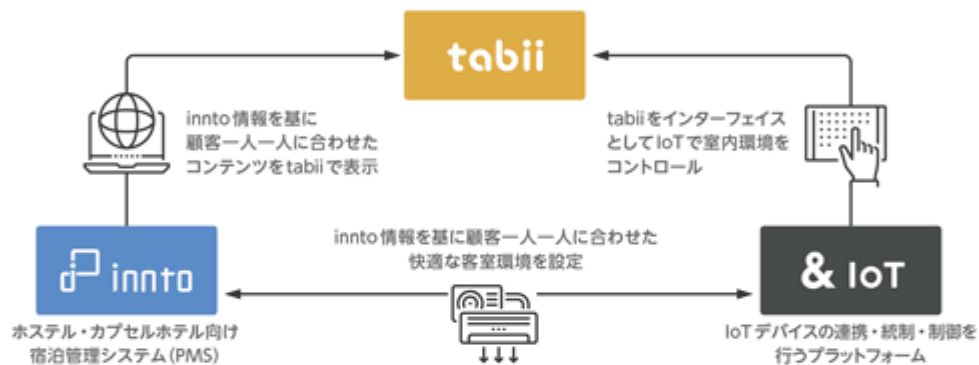 tabii
innto情報を基に
顧客一人一人に合わせた
コンテンツをtabiiで表示
tabiiをインターフェイス
としてIoTで室内環境を
コントロール
innto情報を基に顧客一人一人に合わせた
快適な客室環境を設定
innto
& IoT
ホステル・カプセルホテル向け
宿泊管理システム(PMS)
IoTデバイスの連携・統制・制御を
行うプラットフォーム